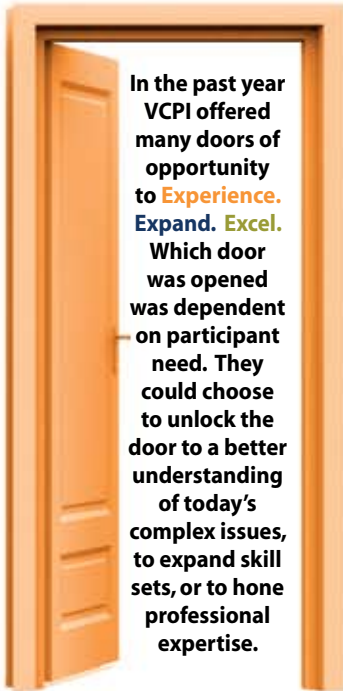 In the past year
VCPI offered
many doors of
opportunity
to Experience.
Expand. Excel.
Which door
was opened
was dependent
on participant
need. They
could choose
to unlock the
door to a better
understanding
of today's
complex issues,
to expand skill
sets, or to hone
professional
expertise.